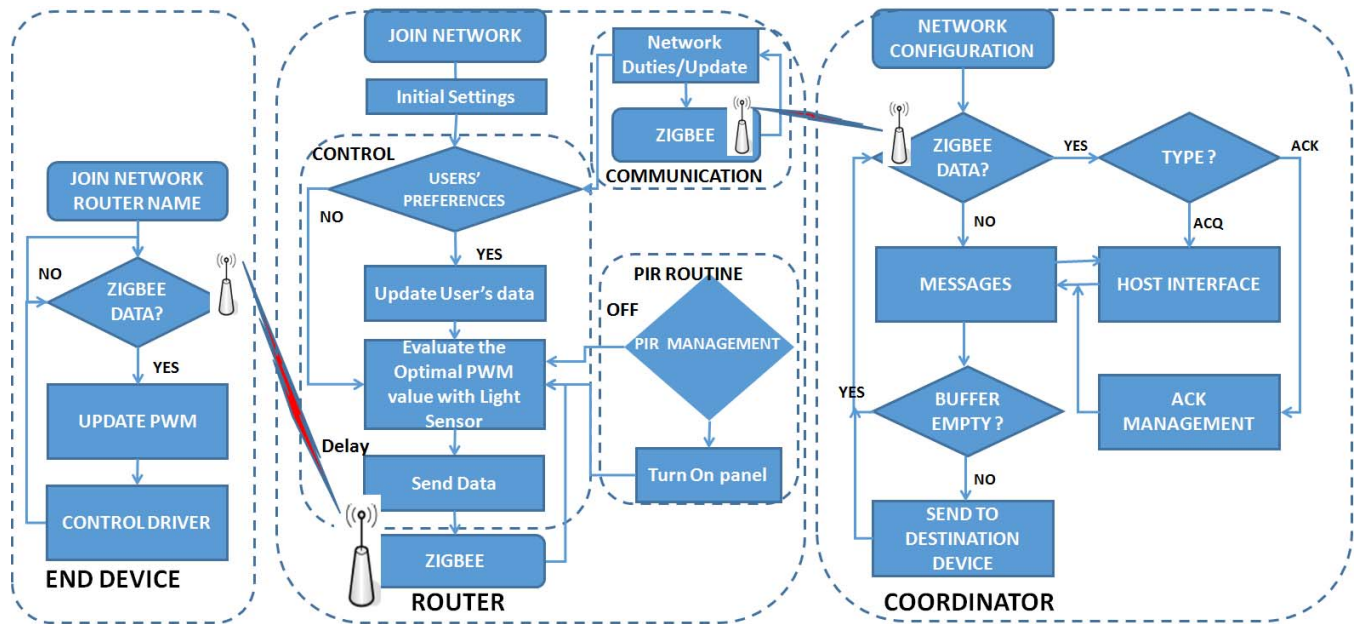 JOIN NETWORK
ROUTER NAME
NO
ZIGBEE
DATA?
YES
UPDATE PWM
CONTROL DRIVER
END DEVICE
JOIN NETWORK
Initial Settings
CONTROL
USERS'
PREFERENCES
NO
YES
Update User's data
Evaluate the
Optimal PWM
value with Light
Sensor
Delay
Send Data
ZIGBEE
ROUTER
Network
Duties/Update
ZIGBEE
COMMUNICATION
PIR ROUTINE
OFF
PIR MANAGEMENT
Turn On panel
NETWORK
CONFIGURATION
ZIGBEE
DATA?
YES
TYPE ?
ACK
NO
ACQ
MESSAGES
HOST INTERFACE
YES
BUFFER
EMPTY ?
ACK
MANAGEMENT
NO
SEND TO
DESTINATION
DEVICE
COORDINATOR